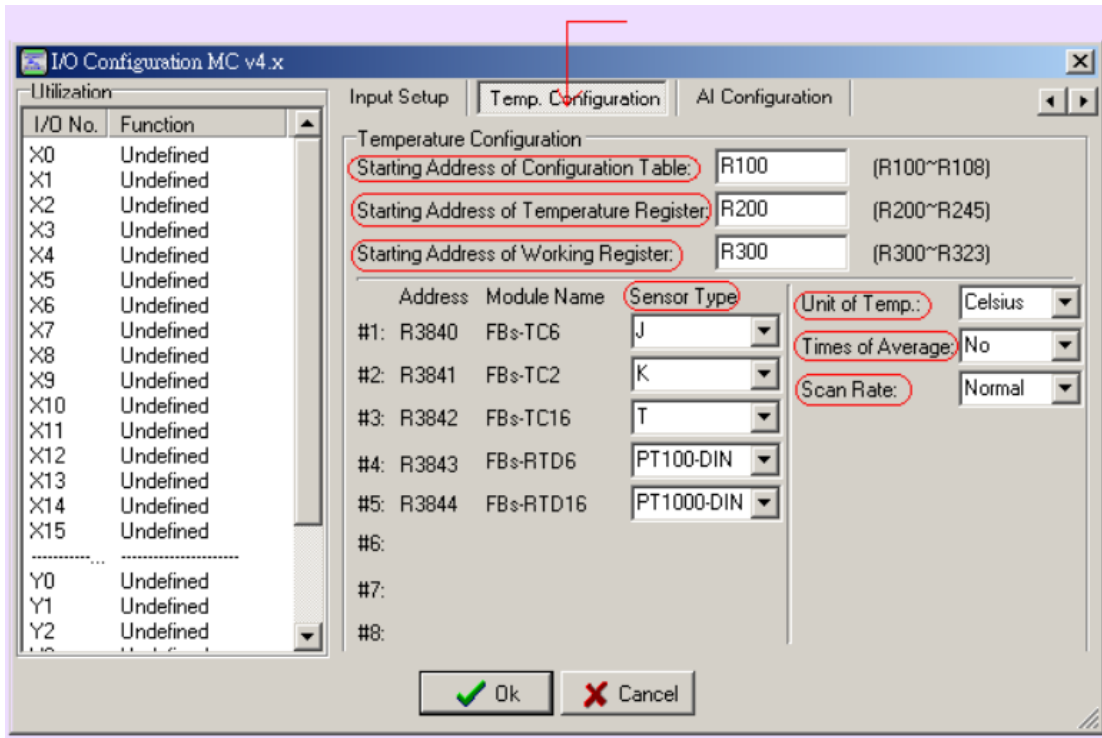 I/O Configuration MC v4.x
Utilization
I/O No. Function
X0 Undefined
X1 Undefined
X2 Undefined
X3 Undefined
X4 Undefined
X5 Undefined
X6 Undefined
X7 Undefined
X8 Undefined
X9 Undefined
X10 Undefined
X11 Undefined
X12 Undefined
X13 Undefined
X14 Undefined
X15 Undefined
-----------... ----------------------
Y0 Undefined
Y1 Undefined
Y2 Undefined
Input Setup Temp. Configuration AI Configuration
Temperature Configuration
Starting Address of Configuration Table: R100 (R100~R108)
Starting Address of Temperature Register: R200 (R200~R245)
Starting Address of Working Register: R300 (R300~R323)
Address Module Name Sensor Type
#1: R3840 FBs-TC6 J
#2: R3841 FBs-TC2 K
#3: R3842 FBs-TC16 T
#4: R3843 FBs-RTD6 PT100-DIN
#5: R3844 FBs-RTD16 PT1000-DIN
#6:
#7:
#8:
Unit of Temp.: Celsius
Times of Average: No
Scan Rate: Normal
Ok Cancel